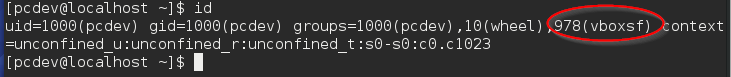 [pcdev@localhost ~]$ id
uid=1000(pcdev) gid=1000(pcdev) groups=1000(pcdev),10(wheel),978(vboxsf) context
=unconfined_u:unconfined_r:unconfined_t:s0-s0:c0.c1023
[pcdev@localhost ~]$